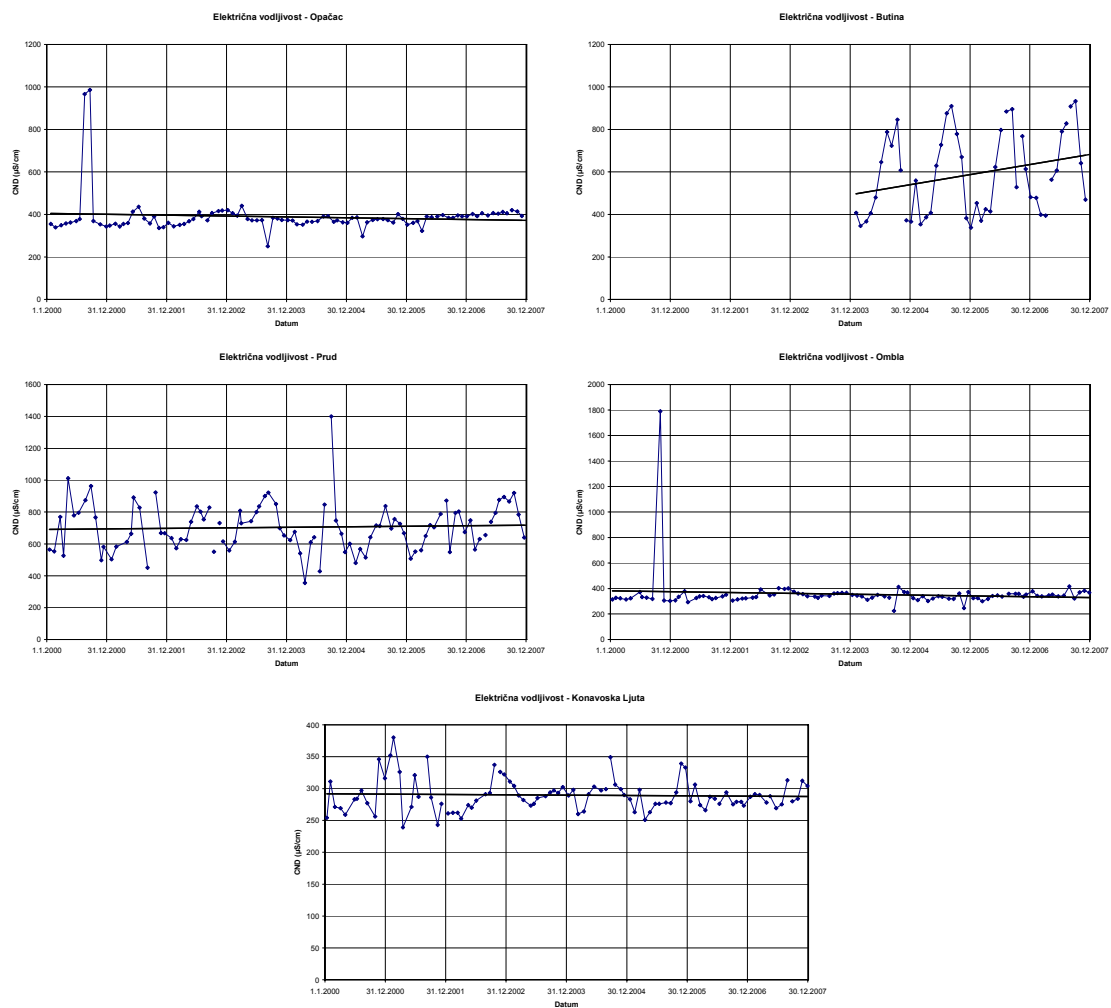 Električna vodljivost - Opačac
CND (µS/cm)
1200
1000
800
600
400
200
0
1.1.2000 31.12.2000 31.12.2001 31.12.2002 31.12.2003 30.12.2004 30.12.2005 30.12.2006 30.12.2007
Datum
Električna vodljivost - Butina
CND (µS/cm)
1200
1000
800
600
400
200
0
1.1.2000 31.12.2000 31.12.2001 31.12.2002 31.12.2003 30.12.2004 30.12.2005 30.12.2006 30.12.2007
Datum
Električna vodljivost - Prud
CND (µS/cm)
1600
1400
1200
1000
800
600
400
200
0
1.1.2000 31.12.2000 31.12.2001 31.12.2002 31.12.2003 30.12.2004 30.12.2005 30.12.2006 30.12.2007
Datum
Električna vodljivost - Ombla
CND (µS/cm)
2000
1800
1600
1400
1200
1000
800
600
400
200
0
1.1.2000 31.12.2000 31.12.2001 31.12.2002 31.12.2003 30.12.2004 30.12.2005 30.12.2006 30.12.2007
Datum
Električna vodljivost - Konavoska Ljuta
CND (µS/cm)
400
350
300
250
200
150
100
50
0
1.1.2000 31.12.2000 31.12.2001 31.12.2002 31.12.2003 30.12.2004 30.12.2005 30.12.2006 30.12.2007
Datum